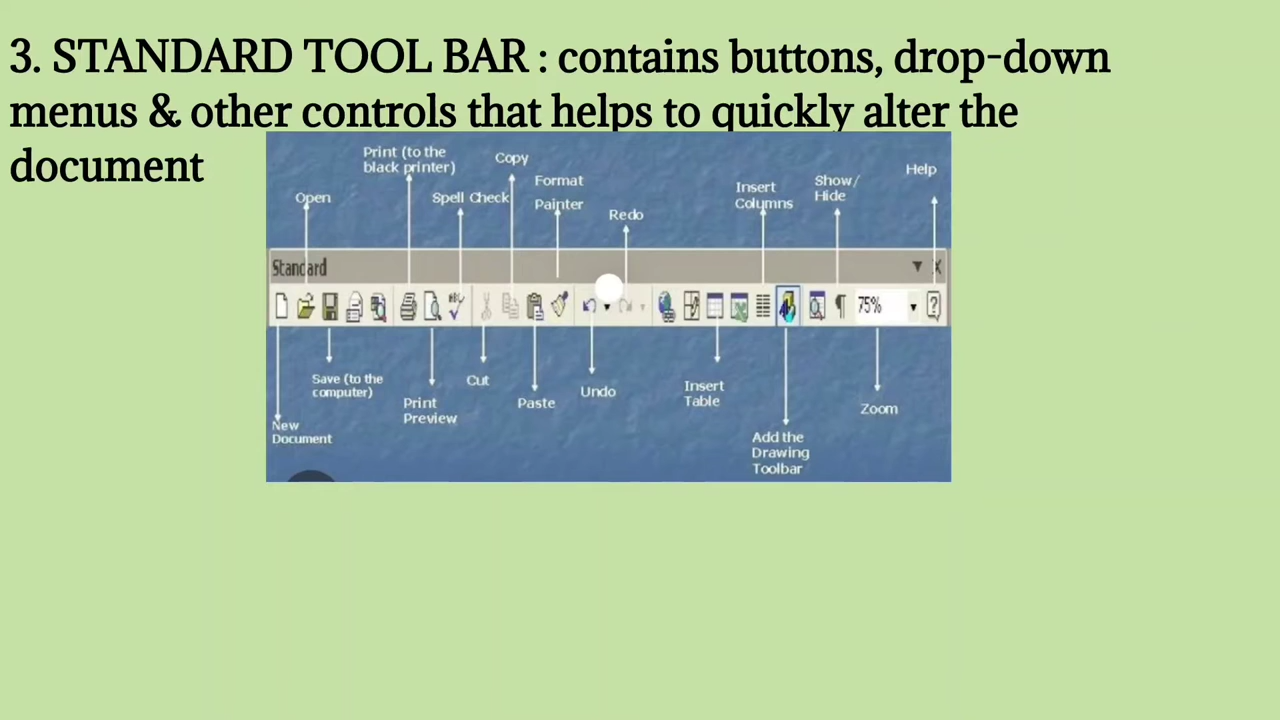 3. STANDARD TOOL BAR : contains buttons, drop-down
menus & other controls that helps to quickly alter the
document
Print (to the
black printer)
Copy
Open
Spell Check
Format
Painter
Redo
Insert
Columns
Show/
Hide
Help
Standard
75%
Save (to the
computer)
New
Document
Print
Preview
Cut
Paste
Undo
Insert
Table
Add the
Drawing
Toolbar
Zoom